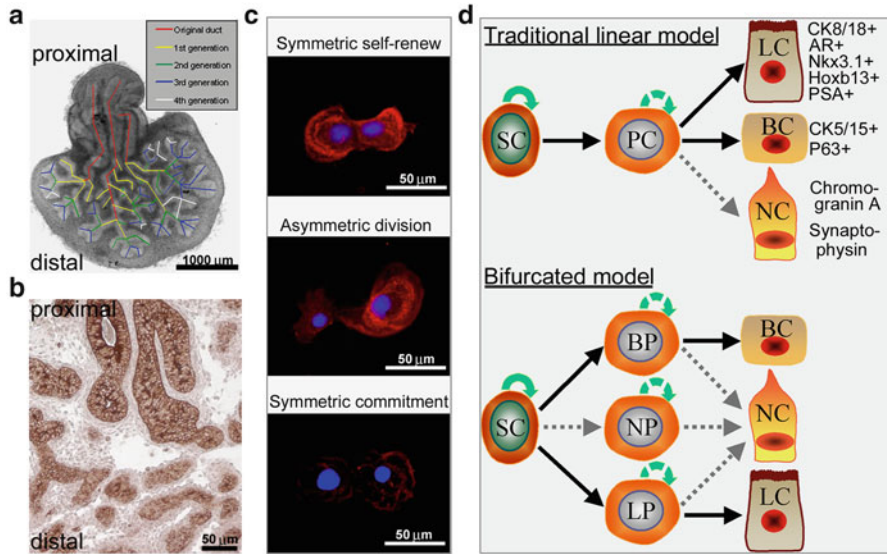 a
proximal
Original duct
1st generation
2nd generation
3rd generation
4th generation
distal
1000 µm
b
proximal
distal
50 µm
c
Symmetric self-renew
50 µm
Asymmetric division
50 µm
Symmetric commitment
50 µm
d
Traditional linear model
SC
PC
LC
CK8/18+
AR+
Nkx3.1+
Hoxb13+
PSA+
BC
CK5/15+
P63+
NC
Chromo-
granin A
Synapto-
physin
Bifurcated model
SC
BP
BC
NP
NC
LP
LC